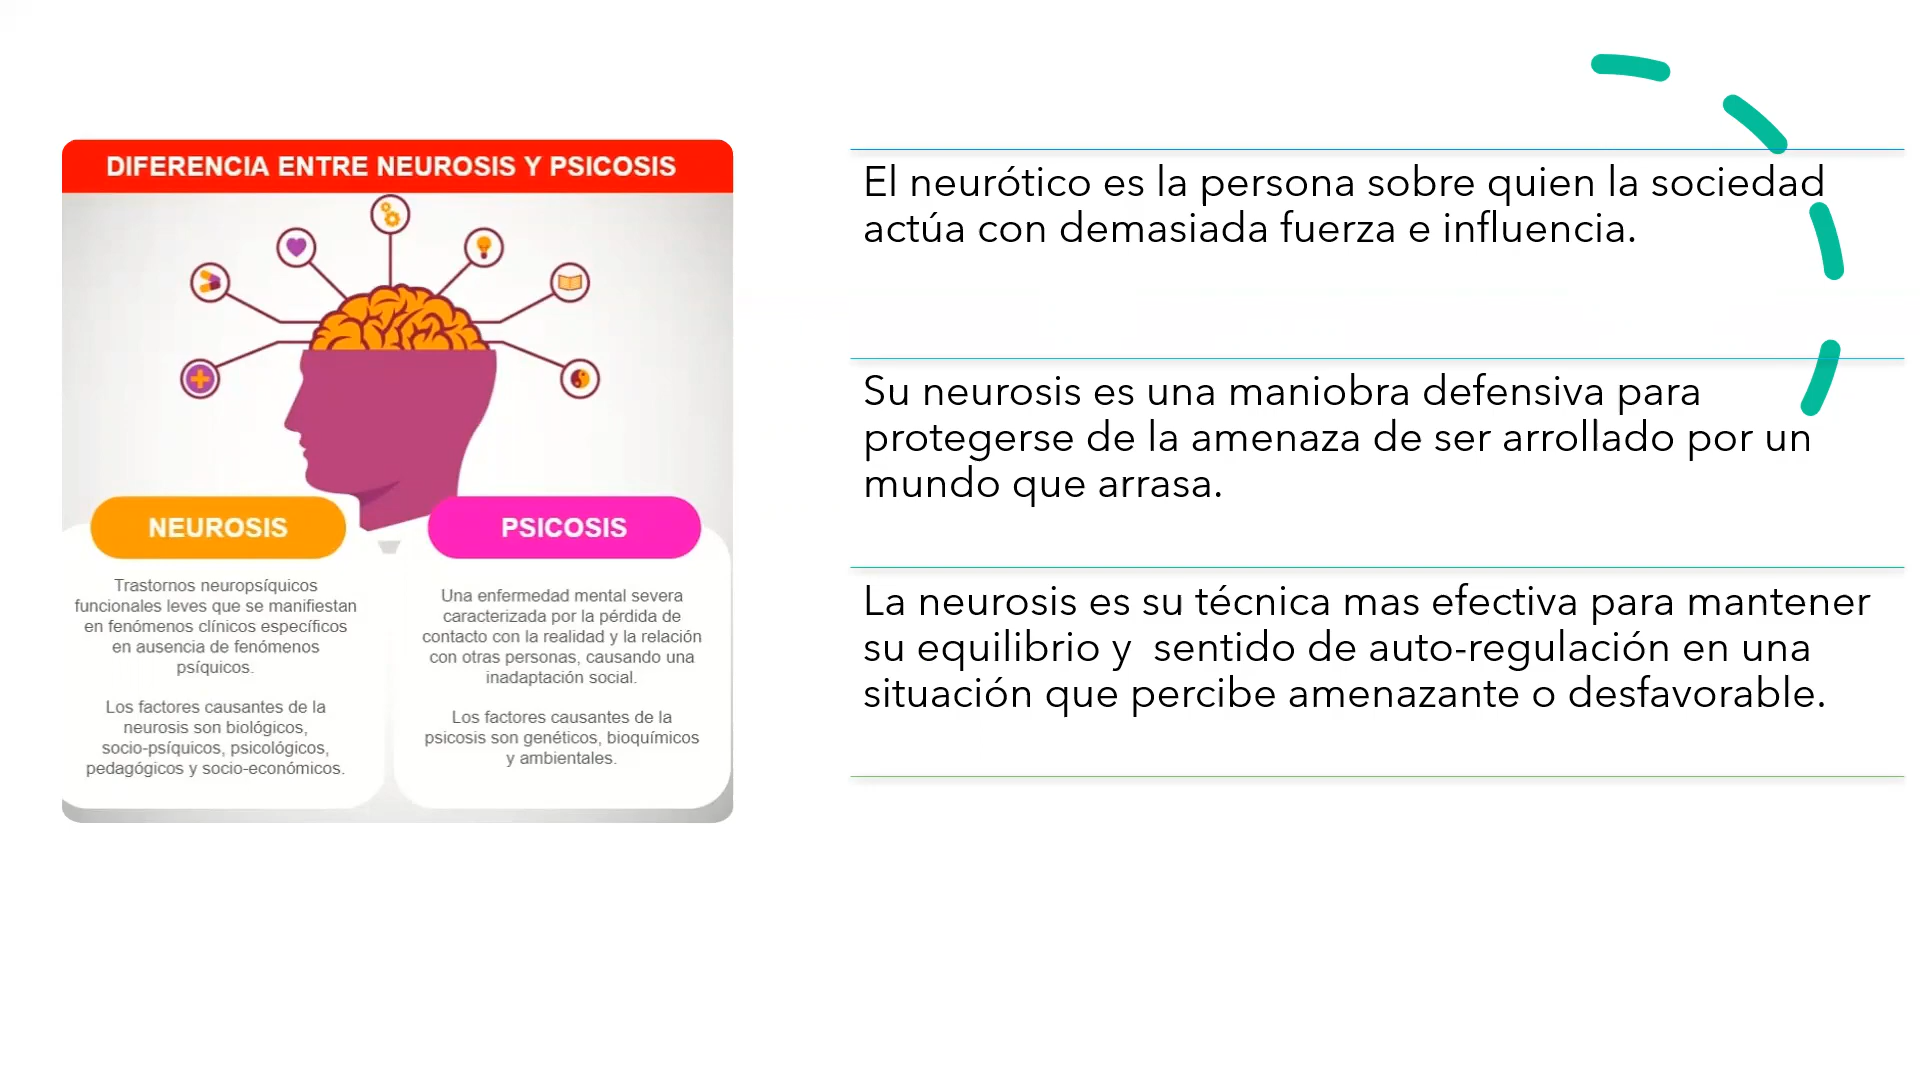 DIFERENCIA ENTRE NEUROSIS Y PSICOSIS
NEUROSIS
Trastornos neuropsíquicos
funcionales leves que se manifiestan
en fenómenos clínicos específicos
en ausencia de fenómenos
psíquicos.
Los factores causantes de la
neurosis son biológicos,
socio-psíquicos, psicológicos,
pedagógicos y socio-económicos.
PSICOSIS
Una enfermedad mental severa
caracterizada por la pérdida de
contacto con la realidad y la relación
con otras personas, causando una
inadaptación social.
Los factores causantes de la
psicosis son genéticos, bioquímicos
y ambientales.
El neurótico es la persona sobre quien la sociedad
actúa con demasiada fuerza e influencia.
Su neurosis es una maniobra defensiva para
protegerse de la amenaza de ser arrollado por un
mundo que arrasa.
La neurosis es su técnica mas efectiva para mantener
su equilibrio y  sentido de auto-regulación en una
situación que percibe amenazante o desfavorable.